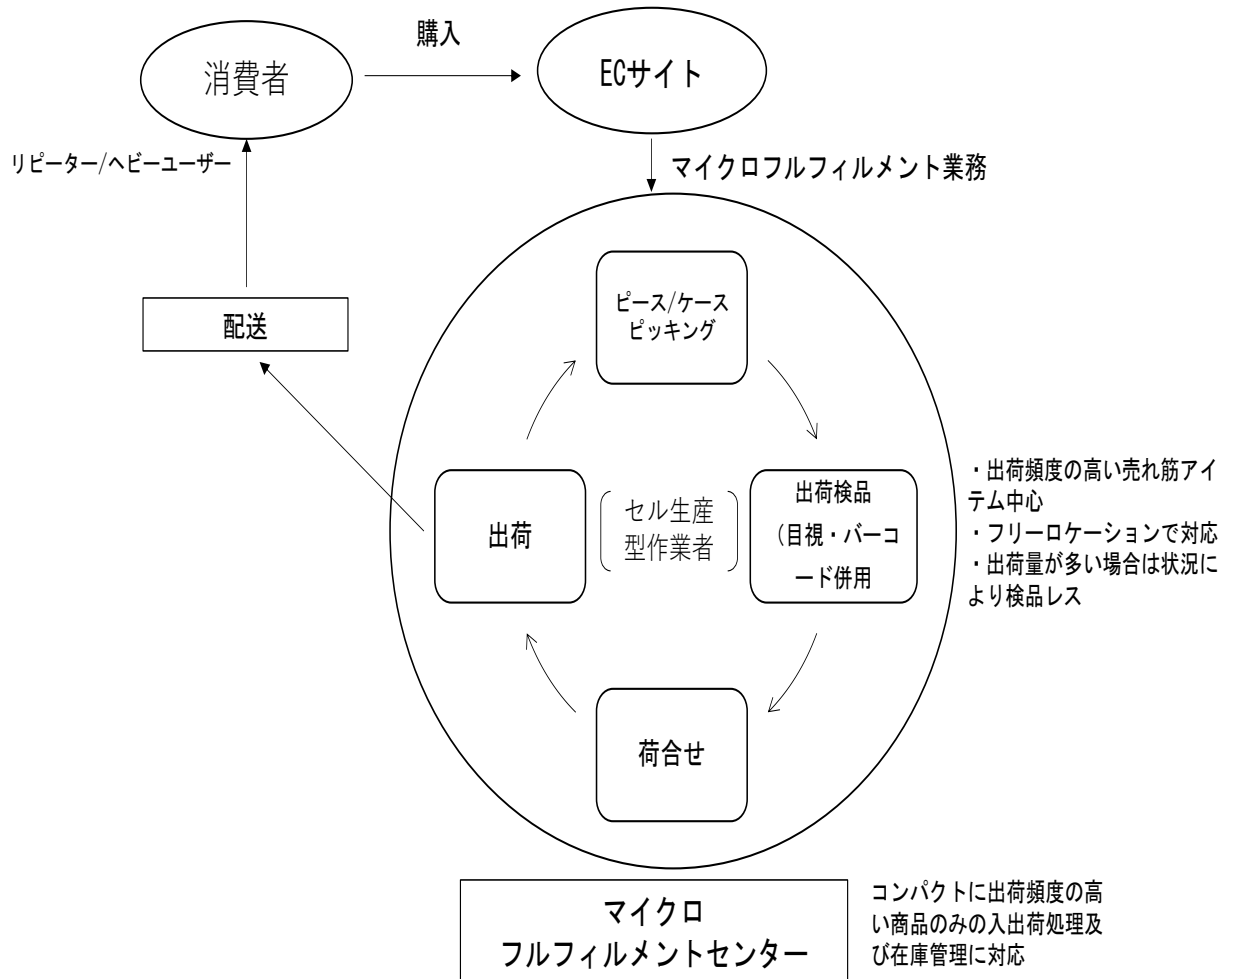 購入
消費者
ECサイト
リピーター/ヘビーユーザー
マイクロフルフィルメント業務
ピース/ケース
ピッキング
配送
・出荷頻度の高い売れ筋アイ
テム中心
・フリーロケーションで対応
・出荷量が多い場合は状況に
より検品レス
出荷検品
(目視・バーコ
ード併用
セル生産
型作業者
出荷
荷合せ
マイクロ
フルフィルメントセンター
コンパクトに出荷頻度の高
い商品のみの入出荷処理及
び在庫管理に対応